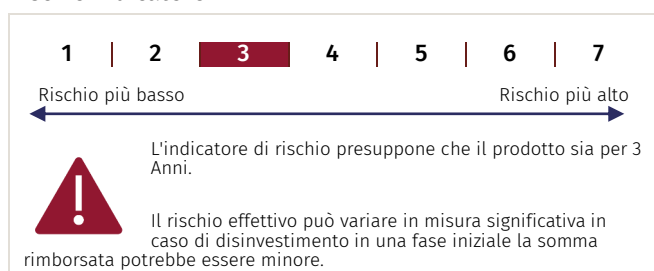 1 2 3 4 5 6 7
Rischio più basso Rischio più alto
L'indicatore di rischio presuppone che il prodotto sia per 3
Anni.
Il rischio effettivo può variare in misura significativa in
caso di disinvestimento in una fase iniziale la somma
rimborsata potrebbe essere minore.